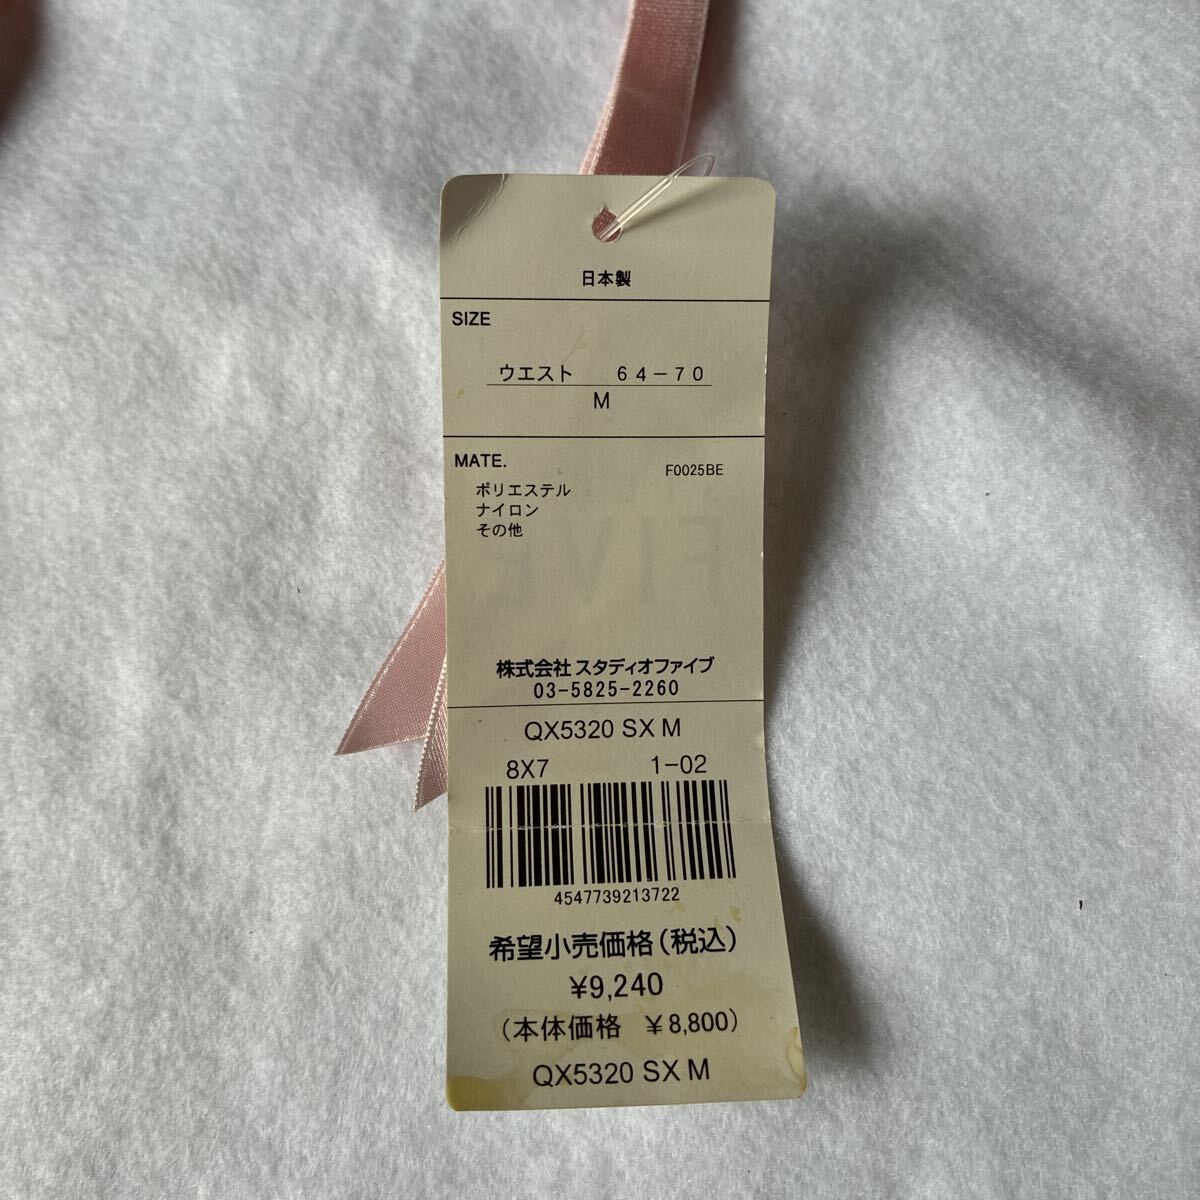 日本製
SIZE
ウエスト 64-70
M
MATE. F0025BE
ポリエステル
ナイロン
その他
FIVE
株式会社 スタディオファイブ
03-5825-2260
QX5320 SX M
8X7 1-02
4547739213722
希望小売価格(税込)
¥9,240
(本体価格 ¥8,800)
QX5320 SX M